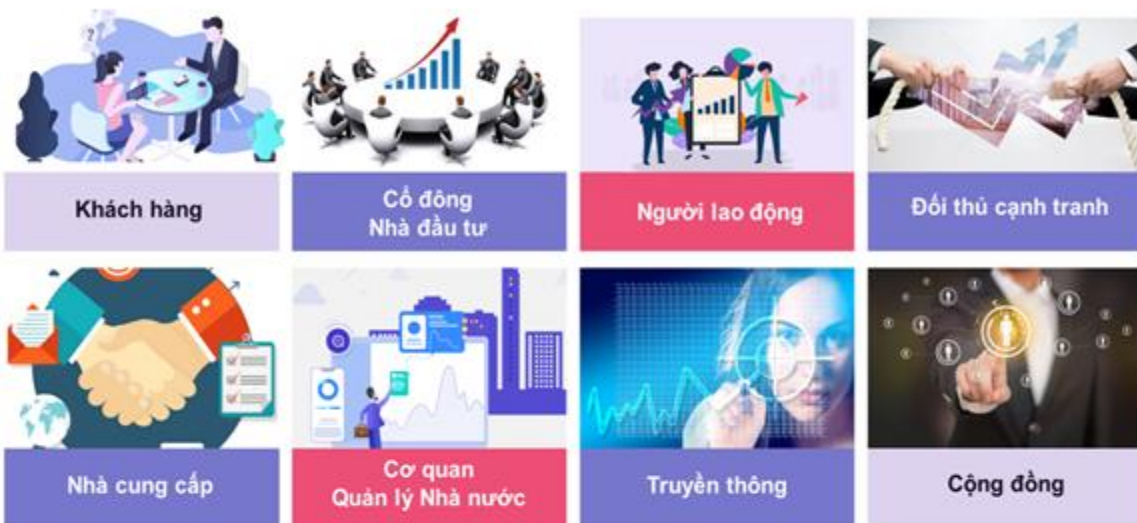 Khách hàng
Cổ đông
Nhà đầu tư
Người lao động
Đối thủ cạnh tranh
Nhà cung cấp
Cơ quan
Quản lý Nhà nước
Truyền thông
Cộng đồng